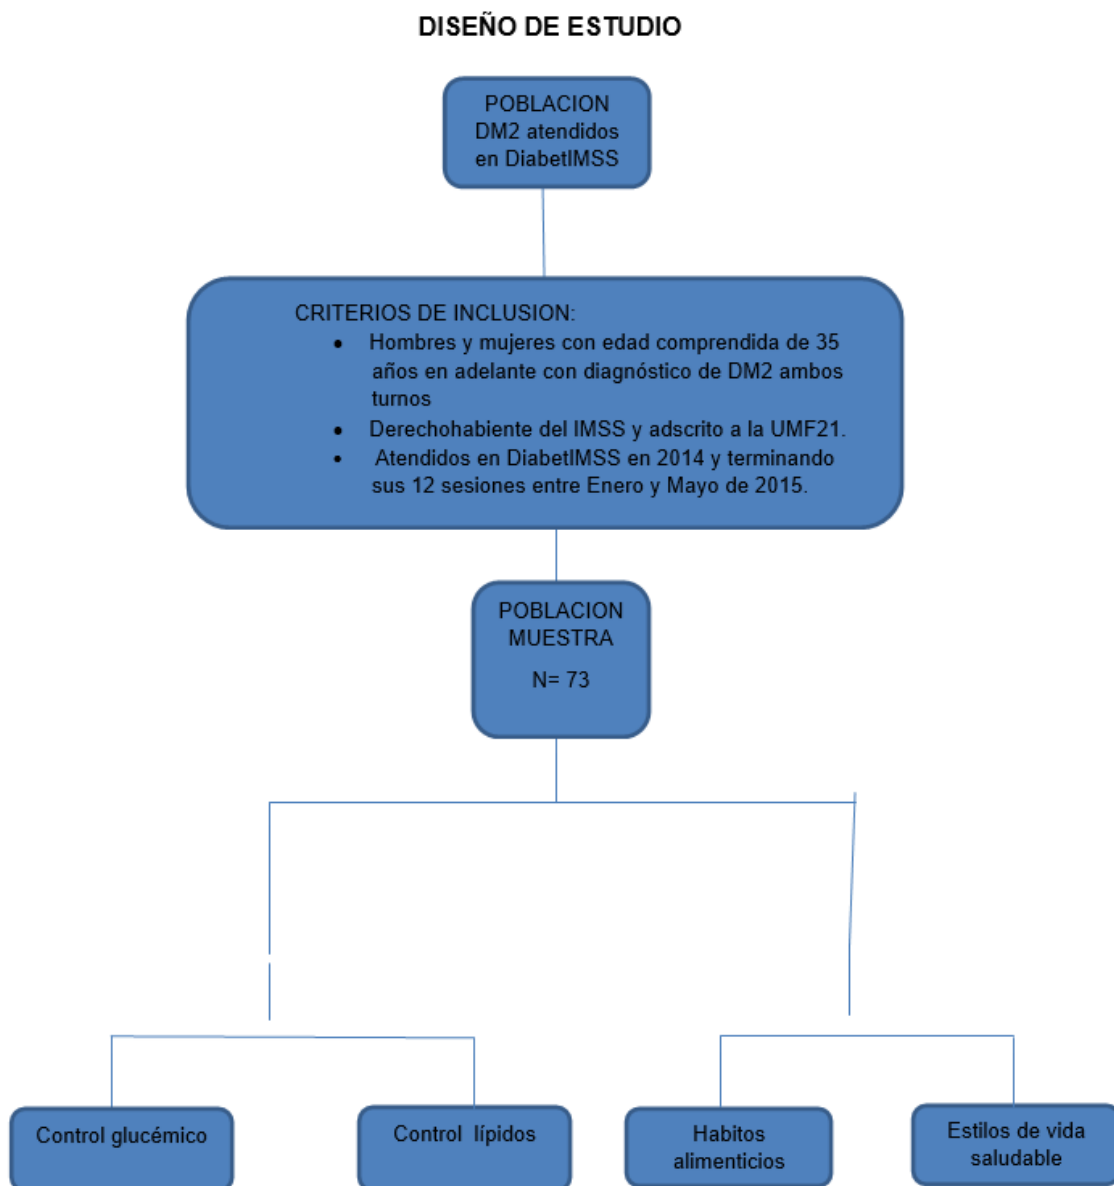 DISEÑO DE ESTUDIO
POBLACION
DM2 atendidos
en DiabetIMSS
CRITERIOS DE INCLUSION:
• Hombres y mujeres con edad comprendida de 35
años en adelante con diagnóstico de DM2 ambos
turnos
• Derechohabiente del IMSS y adscrito a la UMF21.
• Atendidos en DiabetIMSS en 2014 y terminando
sus 12 sesiones entre Enero y Mayo de 2015.
POBLACION
MUESTRA
N= 73
Control glucémico
Control lípidos
Habitos
alimenticios
Estilos de vida
saludable